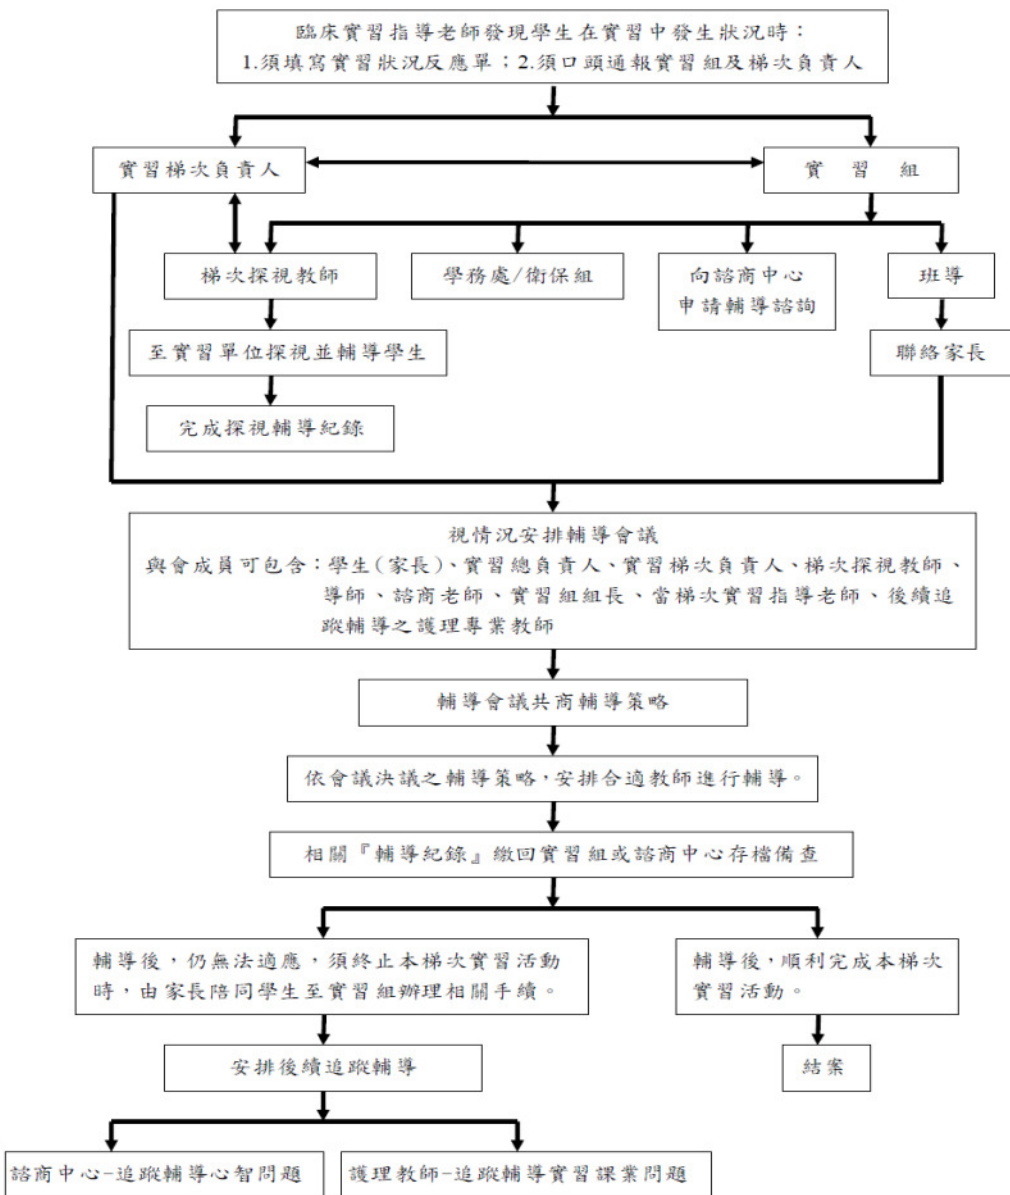 臨床實習指導老師發現學生在實習中發生狀況時：
1.須填寫實習狀況反應單；2.須口頭通報實習組及梯次負責人
實習梯次負責人
實習組
梯次探視教師
學務處/衛保組
向諮商中心
申請輔導諮詢
班導
至實習單位探視並輔導學生
聯絡家長
完成探視輔導紀錄
視情況安排輔導會議
與會成員可包含：學生(家長)、實習總負責人、實習梯次負責人、梯次探視教師、
導師、諮商老師、實習組組長、當梯次實習指導老師、後續追
蹤輔導之護理專業教師
輔導會議共商輔導策略
依會議決議之輔導策略，安排合適教師進行輔導。
相關『輔導紀錄』繳回實習組或諮商中心存檔備查
輔導後，仍無法適應，須終止本梯次實習活動
時，由家長陪同學生至實習組辦理相關手續。
輔導後，順利完成本梯次
實習活動。
安排後續追蹤輔導
結案
諮商中心-追蹤輔導心智問題
護理教師-追蹤輔導實習課業問題